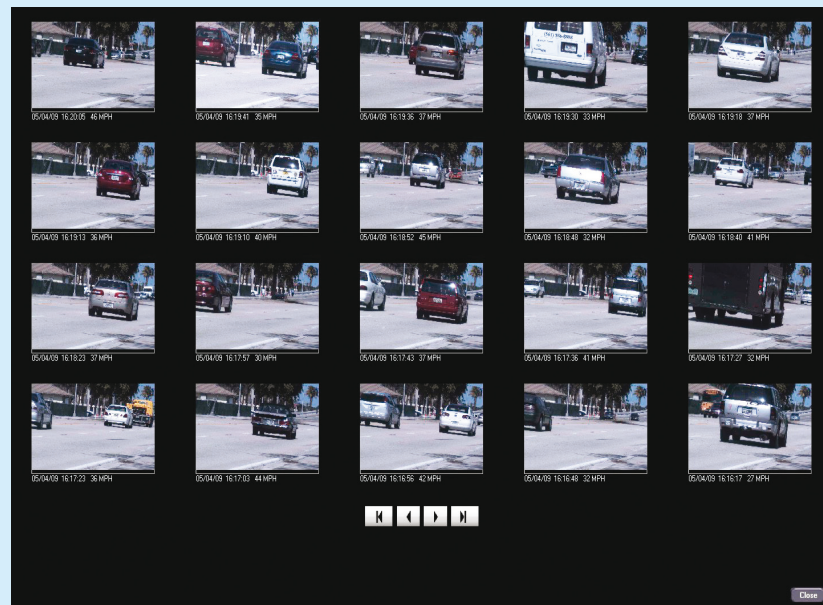 05/04/09 16:20:05 46 MPH
05/04/09 16:19:41 35 MPH
05/04/09 16:19:36 37 MPH
05/04/09 16:19:30 33 MPH
05/04/09 16:19:18 37 MPH
05/04/09 16:19:13 36 MPH
05/04/09 16:19:10 40 MPH
05/04/09 16:18:52 45 MPH
05/04/09 16:18:48 32 MPH
05/04/09 16:18:40 41 MPH
05/04/09 16:18:23 37 MPH
05/04/09 16:17:57 30 MPH
05/04/09 16:17:43 37 MPH
05/04/09 16:17:36 41 MPH
05/04/09 16:17:27 32 MPH
05/04/09 16:17:23 36 MPH
05/04/09 16:17:03 44 MPH
05/04/09 16:16:56 42 MPH
05/04/09 16:16:48 32 MPH
05/04/09 16:16:17 27 MPH
Close